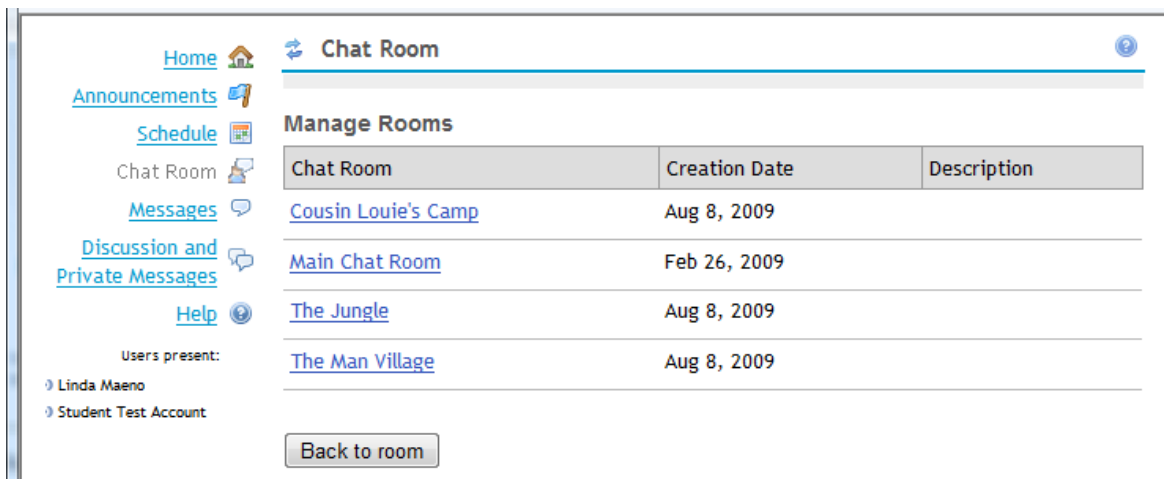 Home
Announcements
Schedule
Chat Room
Messages
Discussion and
Private Messages
Help
Users present:
Linda Maeno
Student Test Account
Chat Room
Manage Rooms
Chat Room Creation Date Description
Cousin Louie's Camp Aug 8, 2009
Main Chat Room Feb 26, 2009
The Jungle Aug 8, 2009
The Man Village Aug 8, 2009
Back to room